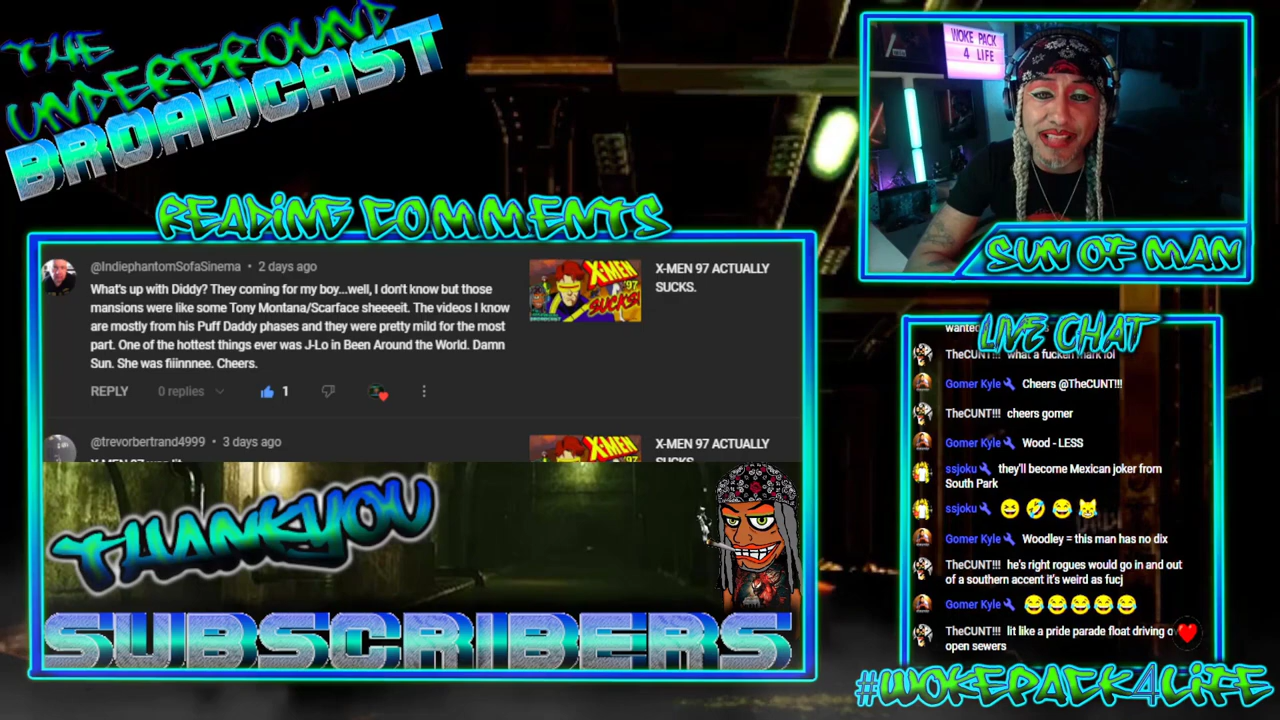 THE
UNDERGROUND
BROADCAST
WOKE PACK
4 LIFE
SUN OF MAN
READING COMMENTS
@IndiephantomSofaSinema • 2 days ago
What's up with Diddy? They coming for my boy...well, I don't know but those
mansions were like some Tony Montana/Scarface sheeeeit. The videos I know
are mostly from his Puff Daddy phases and they were pretty mild for the most
part. One of the hottest things ever was J-Lo in Been Around the World. Damn
Sun. She was fiiinnnee. Cheers.
REPLY 0 replies 1
X-MEN
'97
SUCKS!
X-MEN 97 ACTUALLY
SUCKS.
@trevorbertrand4999 • 3 days ago
X-MEN
'97
X-MEN 97 ACTUALLY
SUCKS.
THANKYOU
SUBSCRIBERS
LIVE CHAT
wanted
TheCUNT!!! what a fucken mark lol
Gomer Kyle Cheers @TheCUNT!!!
TheCUNT!!! cheers gomer
Gomer Kyle Wood - LESS
ssjoku they'll become Mexican joker from
South Park
ssjoku 😆 🤣 😂 😹
Gomer Kyle Woodley = this man has no dix
TheCUNT!!! he's right rogues would go in and out
of a southern accent it's weird as fucj
Gomer Kyle 😂😂😂😂😂
TheCUNT!!! lit like a pride parade float driving
open sewers
#WOKEPACK4LIFE